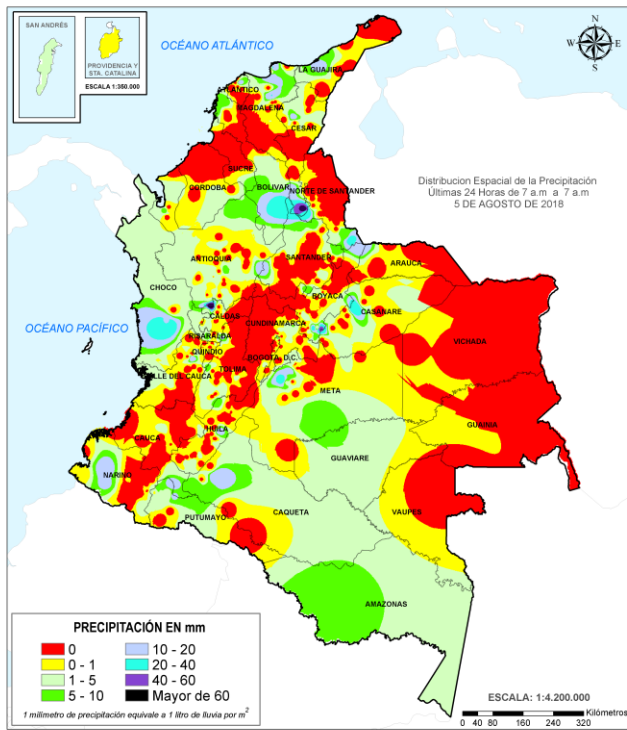 SAN ANDRÉS
PROVIDENCIA Y
STA. CATALINA
ESCALA 1:350.000
OCÉANO ATLÁNTICO
N
W
E
S
LA GUAJIRA
ATLÁNTICO
MAGDALENA
CESAR
SUCRE
CORDOBA
BOLIVAR
NORTE DE SANTANDER
Distribucion Espacial de la Precipitación
Últimas 24 Horas de 7 a.m a 7 a.m
5 DE AGOSTO DE 2018
ANTIOQUIA
SANTANDER
ARAUCA
CHOCO
BOYACA
CASANARE
CALDAS
OCÉANO PACÍFICO
CUNDINAMARCA
RISARALDA
VICHADA
QUINDIO
BOGOTA, D.C.
TOLIMA
VALLE DEL CAUCA
META
GUAINIA
HUILA
CAUCA
GUAVIARE
NARIÑO
CAQUETA
VAUPES
PUTUMAYO
AMAZONAS
PRECIPITACIÓN EN mm
0
10 - 20
0 - 1
20 - 40
1 - 5
40 - 60
5 - 10
Mayor de 60
1 milimetro de precipitación equivale a 1 litro de lluvia por m²
ESCALA: 1:4.200.000
Kilómetros
0 40 80 160 240 320